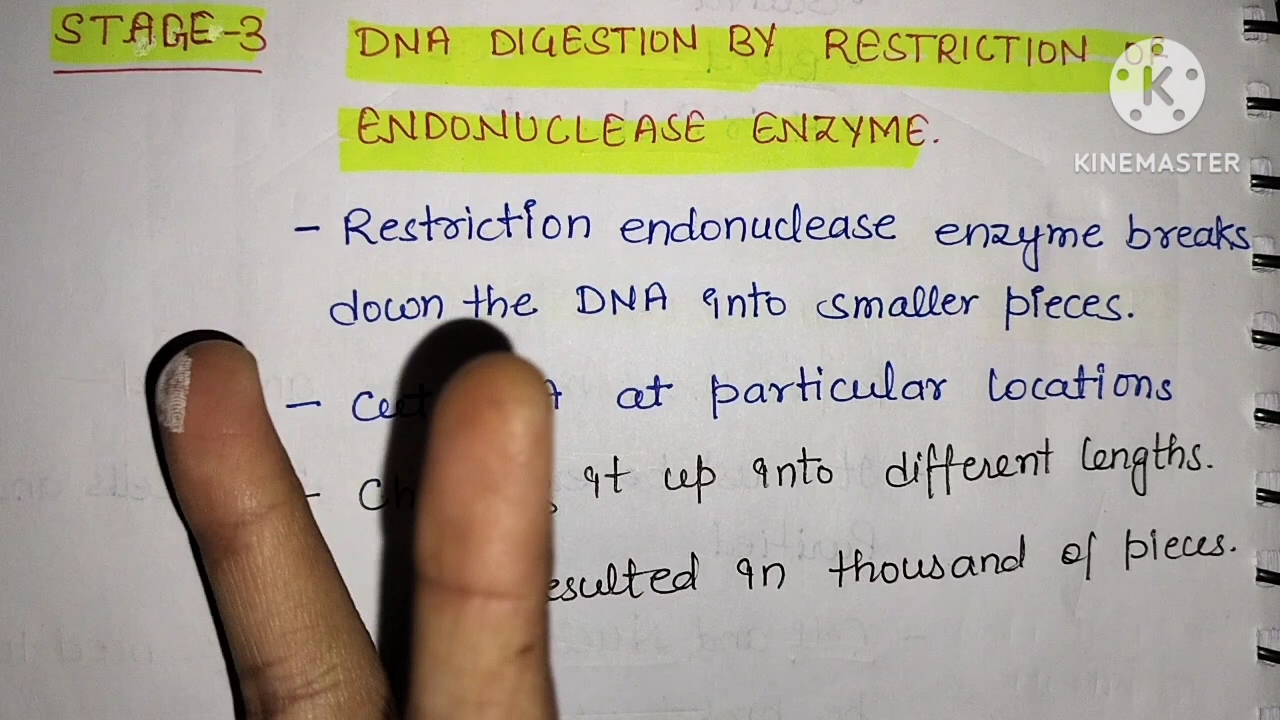 STAGE-3 DNA DIGESTION BY RESTRICTION OR
ENDONUCLEASE ENZYME.
- Restriction endonuclease enzyme breaks
down the DNA into smaller pieces.
- at particular locations
- it up into different lengths.
in thousand of pieces.
K
KINEMASTER